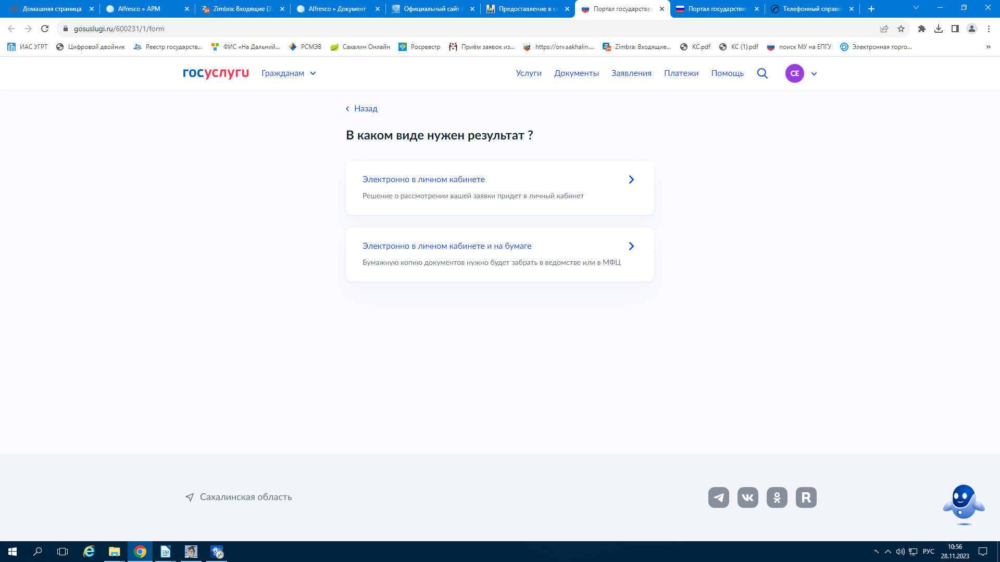 Домашняя страница
Alfresco » АРМ
Zimbra: Входящие (32
Alfresco » Документ
Официальный сайт
Предоставление в со
Портал государствен
Портал государствен
Телефонный справо
gosuslugi.ru/600231/1/form
ИАС УГРТ
Цифровой двойник
Реестр государств...
ФИС «На Дальний...
РСМЭВ
Сахалин Онлайн
Росреестр
Приём заявок из...
https://orv.sakhalin....
Zimbra: Входящие...
КС.pdf
КС (1).pdf
поиск МУ на ЕПГУ
Электронная торго...
»
госуслуги
Гражданам
Услуги
Документы
Заявления
Платежи
Помощь
СЕ
Назад
В каком виде нужен результат ?
Электронно в личном кабинете
Решение о рассмотрении вашей заявки придет в личный кабинет
Электронно в личном кабинете и на бумаге
Бумажную копию документов нужно будет забрать в ведомстве или в МФЦ
Сахалинская область
РУС
10:56
28.11.2023